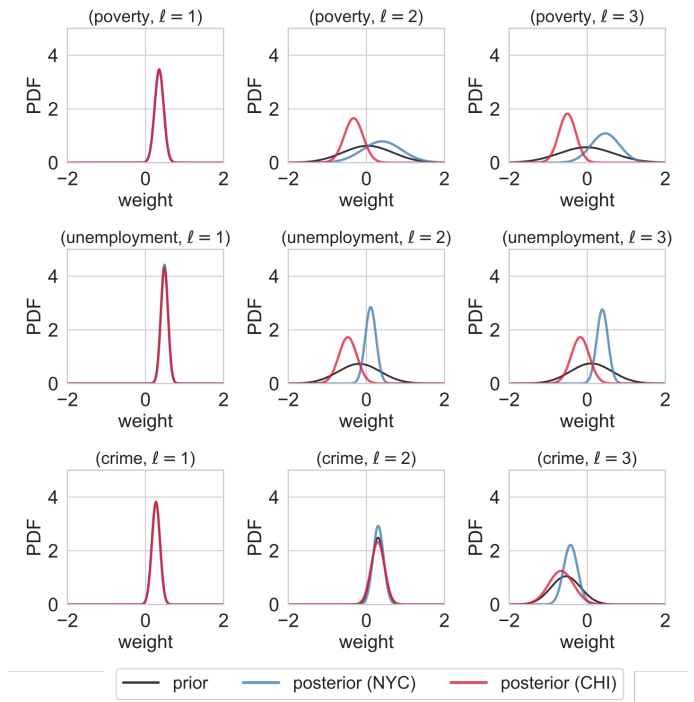 (poverty, ℓ = 1) (poverty, ℓ = 2) (poverty, ℓ = 3)
PDF 4 2 0 PDF 4 2 0 PDF 4 2 0
−2 0 2 −2 0 2 −2 0 2
weight weight weight
(unemployment, ℓ = 1) (unemployment, ℓ = 2) (unemployment, ℓ = 3)
PDF 4 2 0 PDF 4 2 0 PDF 4 2 0
−2 0 2 −2 0 2 −2 0 2
weight weight weight
(crime, ℓ = 1) (crime, ℓ = 2) (crime, ℓ = 3)
PDF 4 2 0 PDF 4 2 0 PDF 4 2 0
−2 0 2 −2 0 2 −2 0 2
weight weight weight
prior posterior (NYC) posterior (CHI)